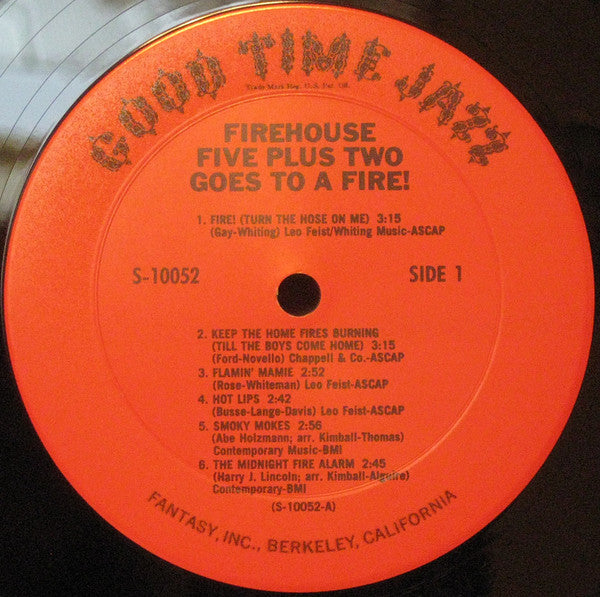 GOOD TIME JAZZ
Trade Mark Reg. U.S. Pat. Off.
FIREHOUSE
FIVE PLUS TWO
GOES TO A FIRE!
1. FIRE! (TURN THE HOSE ON ME) 3:15
(Gay-Whiting) Leo Feist/Whiting Music-ASCAP
S-10052
SIDE 1
2. KEEP THE HOME FIRES BURNING
(TILL THE BOYS COME HOME) 3:15
(Ford-Novello) Chappell & Co.-ASCAP
3. FLAMIN' MAMIE 2:52
(Rose-Whiteman) Leo Feist-ASCAP
4. HOT LIPS 2:42
(Busse-Lange-Davis) Leo Feist-ASCAP
5. SMOKY MOKES 2:56
(Abe Holzmann; arr. Kimball-Thomas)
Contemporary Music-BMI
6. THE MIDNIGHT FIRE ALARM 2:45
(Harry J. Lincoln; arr. Kimball-Alguire)
Contemporary-BMI
(S-10052-A)
FANTASY, INC., BERKELEY, CALIFORNIA